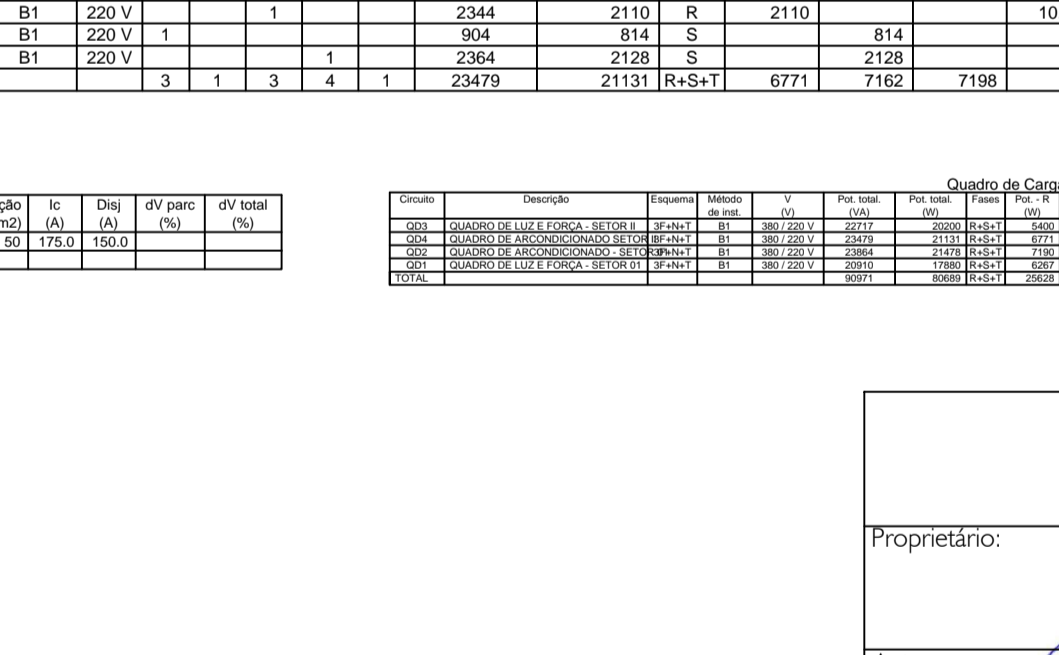 B1 220 V 1 2344 2110 R 2110 10
B1 220 V 1 904 814 S 814
B1 220 V 1 2364 2128 S 2128
3 1 3 4 1 23479 21131 R+S+T 6771 7162 7198
ção Ic Disj dV parc dV total
m2) (A) (A) (%) (%)
50 175.0 150.0
Quadro de Carga
Circuito Descrição Esquema Método V Pot. total. Pot. total. Fases Pot. - R
de inst. (V) (VA) (W) (W)
QD3 QUADRO DE LUZ E FORÇA - SETOR II 3F+N+T B1 380 / 220 V 22717 20200 R+S+T 5400
QD4 QUADRO DE ARCONDICIONADO SETOR 3F+N+T B1 380 / 220 V 23479 21131 R+S+T 6771
QD2 QUADRO DE ARCONDICIONADO - SETOR 3F+N+T B1 380 / 220 V 23864 21478 R+S+T 7190
QD1 QUADRO DE LUZ E FORÇA - SETOR 01 3F+N+T B1 380 / 220 V 20910 17880 R+S+T 6267
TOTAL 90971 80689 R+S+T 25628
Proprietário: